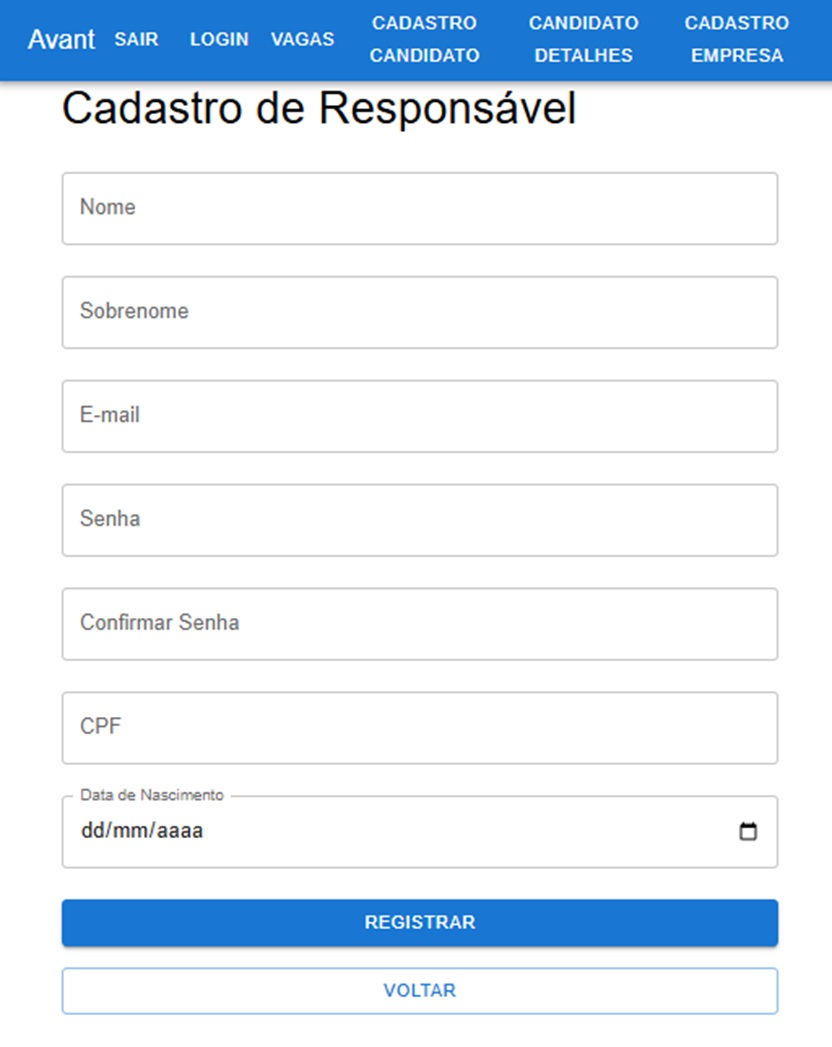 Avant SAIR LOGIN VAGAS CADASTRO CANDIDATO CANDIDATO DETALHES CADASTRO EMPRESA
Cadastro de Responsável
Nome
Sobrenome
E-mail
Senha
Confirmar Senha
CPF
Data de Nascimento
dd/mm/aaaa
REGISTRAR
VOLTAR